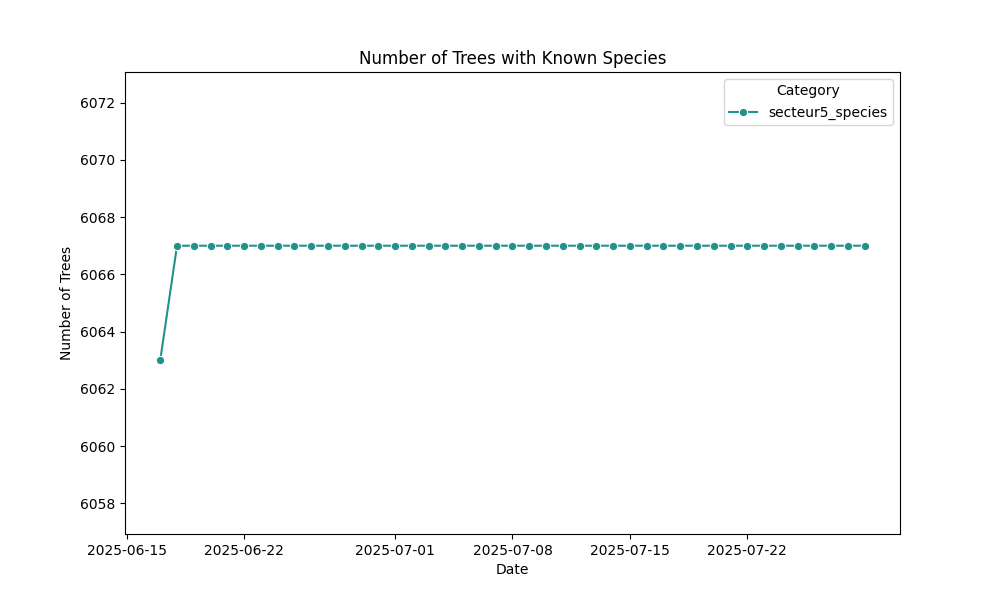 Number of Trees with Known Species
Category
secteur5_species
6072
6070
6068
6066
6064
6062
6060
6058
Number of Trees
2025-06-15
2025-06-22
2025-07-01
2025-07-08
2025-07-15
2025-07-22
Date